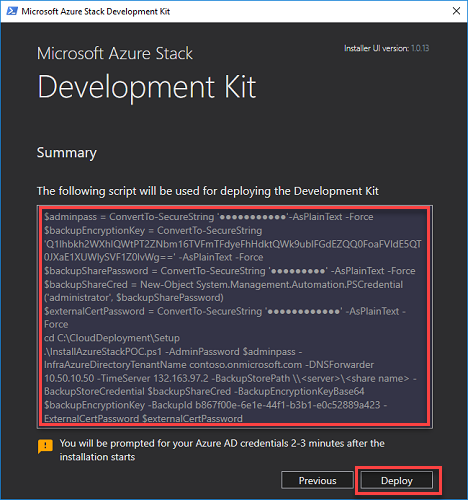 Microsoft Azure Stack Development Kit
Microsoft Azure Stack
Installer UI version: 1.0.13
Development Kit
Summary
The following script will be used for deploying the Development Kit
$adminpass = ConvertTo-SecureString '●●●●●●●●●●●'-AsPlainText -Force
$backupEncryptionKey = ConvertTo-SecureString
'Q1lhbkh2WXhIQWtPT2ZNbm16TVFmTFdyeFhHdktQWk9ublFGdEZQQ0FoaFVIdE5QT
0JXaE1XUWlySVF1Z0lvWg==' -AsPlainText -Force
$backupSharePassword = ConvertTo-SecureString '●●●●●●●●●' -AsPlainText -Force
$backupShareCred = New-Object System.Management.Automation.PSCredential
('administrator', $backupSharePassword)
$externalCertPassword = ConvertTo-SecureString '●●●●●●●●●●●●' -AsPlainText -
Force
cd C:\CloudDeployment\Setup
.\InstallAzureStackPOC.ps1 -AdminPassword $adminpass -
InfraAzureDirectoryTenantName contoso.onmicrosoft.com -DNSForwarder
10.50.10.50 -TimeServer 132.163.97.2 -BackupStorePath \\<server>\<share name> -
BackupStoreCredential $backupShareCred -BackupEncryptionKeyBase64
$backupEncryptionKey -BackupId b867f00e-6e1e-44f1-b3b1-e0c52889a423 -
ExternalCertPassword $externalCertPassword
You will be prompted for your Azure AD credentials 2-3 minutes after the
installation starts
Previous
Deploy